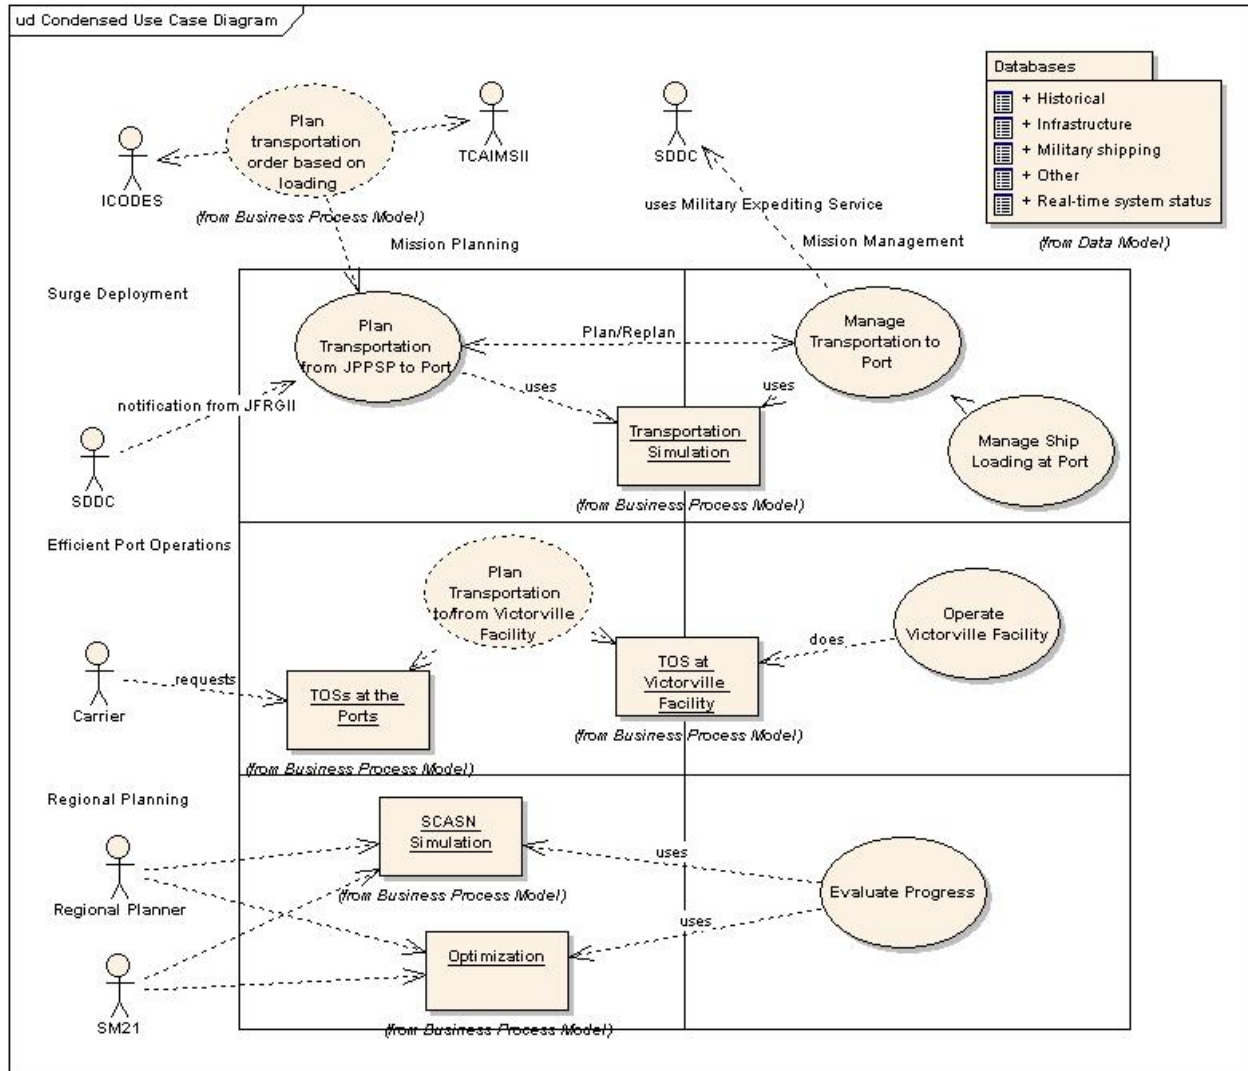 ud Condensed Use Case Diagram
Databases
+ Historical
+ Infrastructure
+ Military shipping
+ Other
+ Real-time system status
(from Data Model)
ICODES
Plan
transportation
order based on
loading
(from Business Process Model)
TCAIMSII
SDDC
uses Military Expediting Service
Mission Planning
Mission Management
Surge Deployment
Plan
Transportation
from JPPSP to Port
Plan/Replan
Manage
Transportation to
Port
uses
uses
notification from JFRGII
SDDC
Transportation
Simulation
(from Business Process Model)
Manage Ship
Loading at Port
Efficient Port Operations
Plan
Transportation
to/from Victorville
Facility
Operate
Victorville Facility
does
Carrier
requests
TOSs at the
Ports
(from Business Process Model)
TOS at
Victorville
Facility
(from Business Process Model)
Regional Planning
Regional Planner
SCASN
Simulation
(from Business Process Model)
uses
Evaluate Progress
uses
SM21
Optimization
(from Business Process Model)